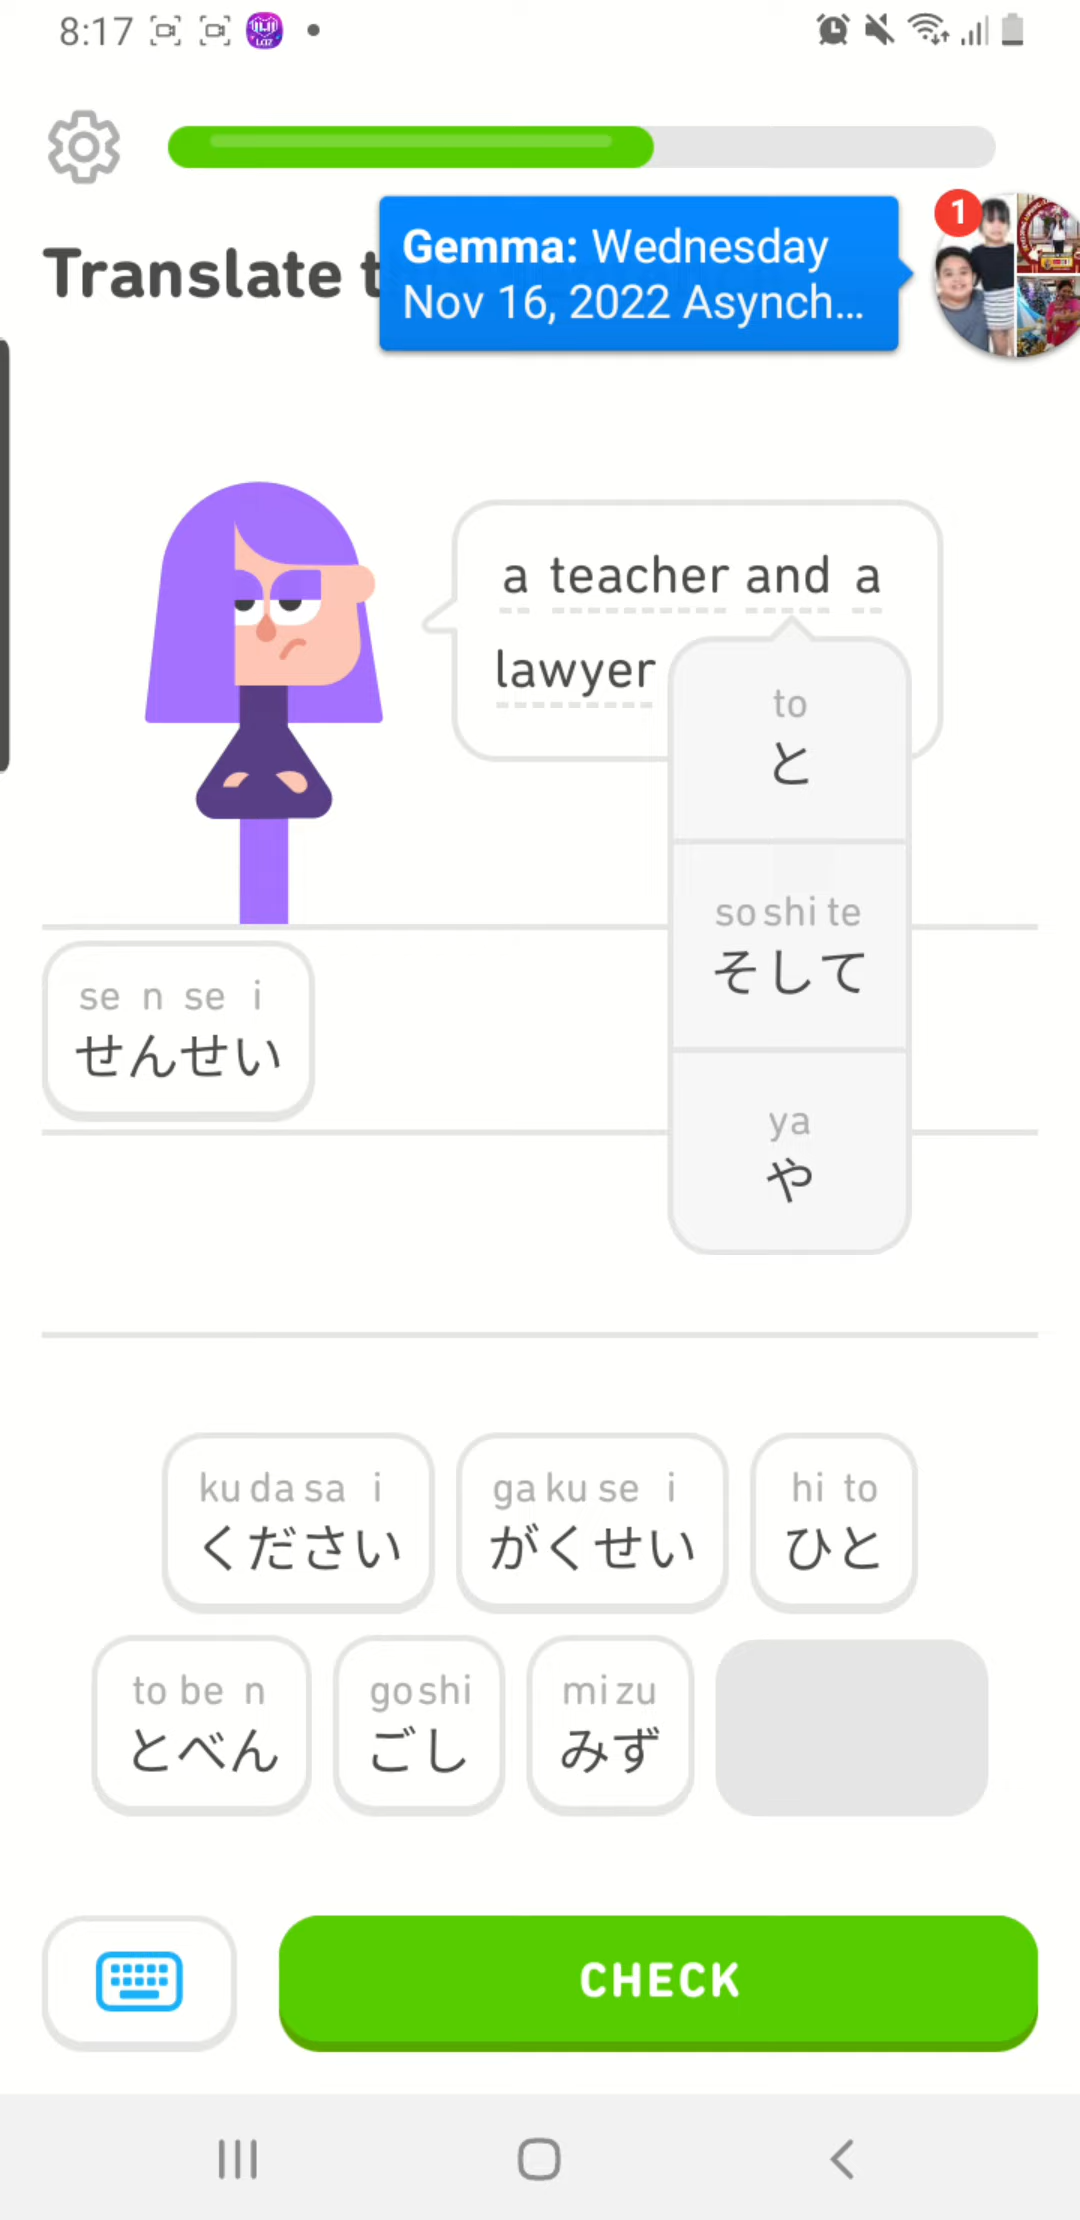 8:17
Translate t
Gemma: Wednesday
Nov 16, 2022 Asynch...
1
a teacher and a
lawyer
to
と
so shi te
そして
ya
や
se n se i
せんせい
ku da sa i
ください
ga ku se i
がくせい
hi to
ひと
to be n
とべん
go shi
ごし
mi zu
みず
CHECK